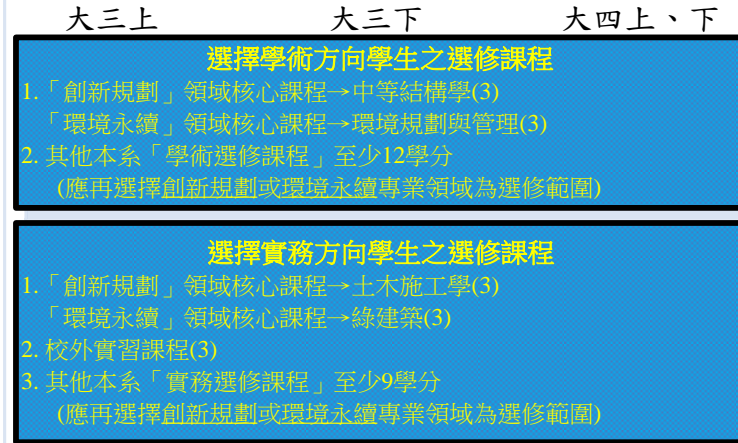 大三上 大三下 大四上、下
選擇學術方向學生之選修課程
1.「創新規劃」領域核心課程→中等結構學(3)
「環境永續」領域核心課程→環境規劃與管理(3)
2. 其他本系「學術選修課程」至少12學分
(應再選擇創新規劃或環境永續專業領域為選修範圍)
選擇實務方向學生之選修課程
1.「創新規劃」領域核心課程→土木施工學(3)
「環境永續」領域核心課程→綠建築(3)
2. 校外實習課程(3)
3. 其他本系「實務選修課程」至少9學分
(應再選擇創新規劃或環境永續專業領域為選修範圍)